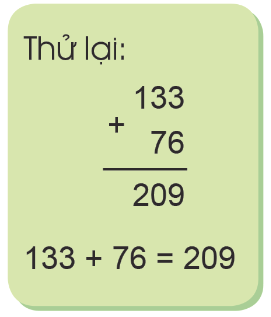 Thử lại:
133
+
76
209
133 + 76 = 209